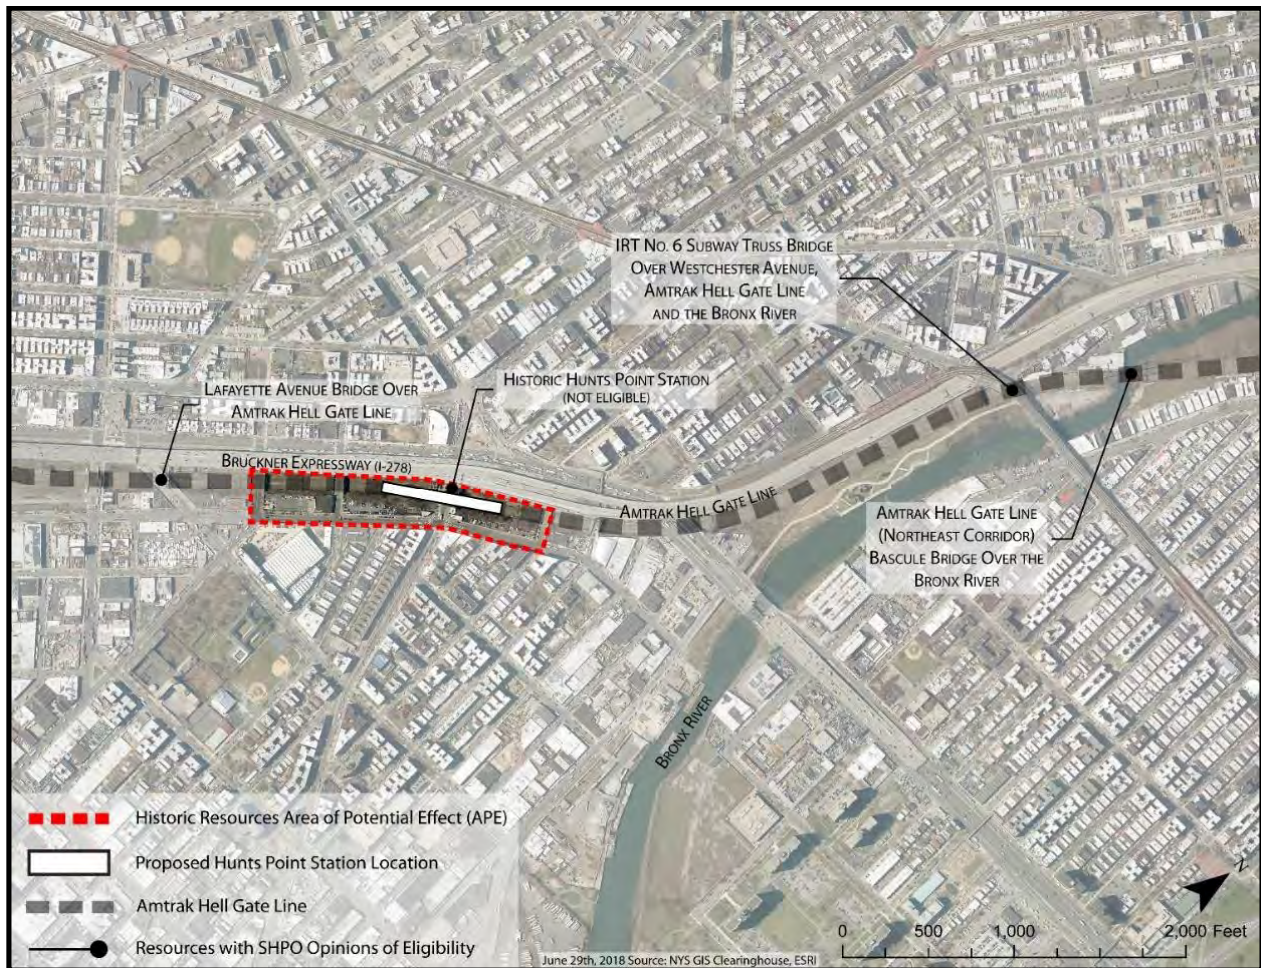 IRT No. 6 Subway Truss Bridge
Over Westchester Avenue,
Amtrak Hell Gate Line
and the Bronx River
Lafayette Avenue Bridge Over
Amtrak Hell Gate Line
Historic Hunts Point Station
(not eligible)
Bruckner Expressway (I-278)
Amtrak Hell Gate Line
Amtrak Hell Gate Line
(Northeast Corridor)
Bascule Bridge Over the
Bronx River
Bronx River
Historic Resources Area of Potential Effect (APE)
Proposed Hunts Point Station Location
Amtrak Hell Gate Line
Resources with SHPO Opinions of Eligibility
N
0 500 1,000 2,000 Feet
June 29th, 2018 Source: NYS GIS Clearinghouse, ESRI